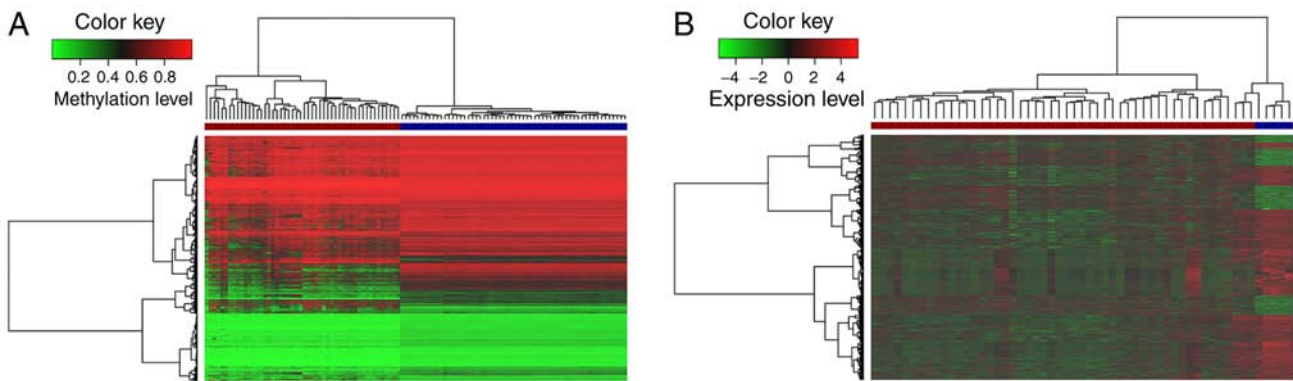 A
Color key
0.2 0.4 0.6 0.8
Methylation level
B
Color key
−4 −2 0 2 4
Expression level